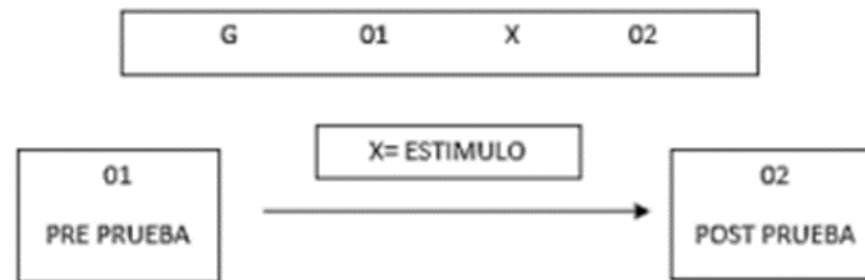 G 01 X 02
X= ESTIMULO
01
PRE PRUEBA
02
POST PRUEBA